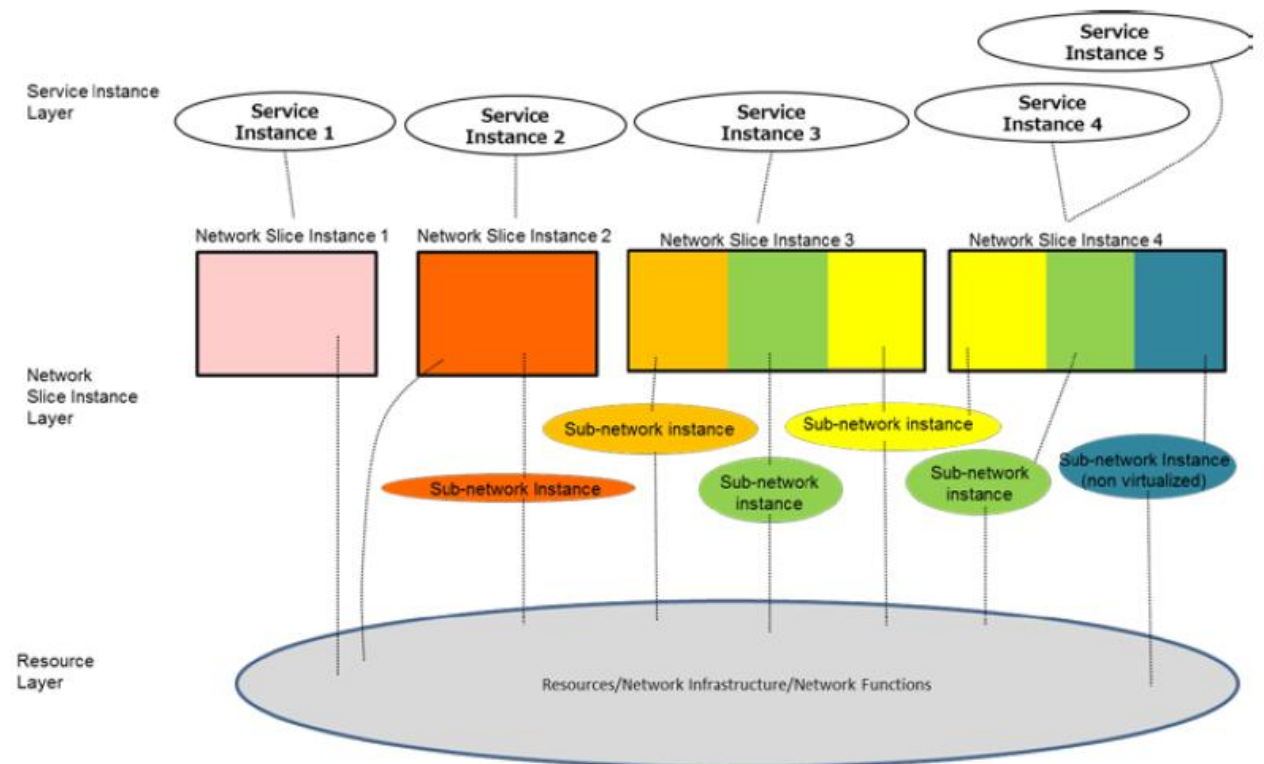 Service
Instance 5
Service Instance
Layer
Service
Instance 1
Service
Instance 2
Service
Instance 3
Service
Instance 4
Network Slice Instance 1
Network Slice Instance 2
Network Slice Instance 3
Network Slice Instance 4
Network
Slice Instance
Layer
Sub-network instance
Sub-network instance
Sub-network Instance
Sub-network
instance
Sub-network
instance
Sub-network Instance
(non virtualized)
Resource
Layer
Resources/Network Infrastructure/Network Functions